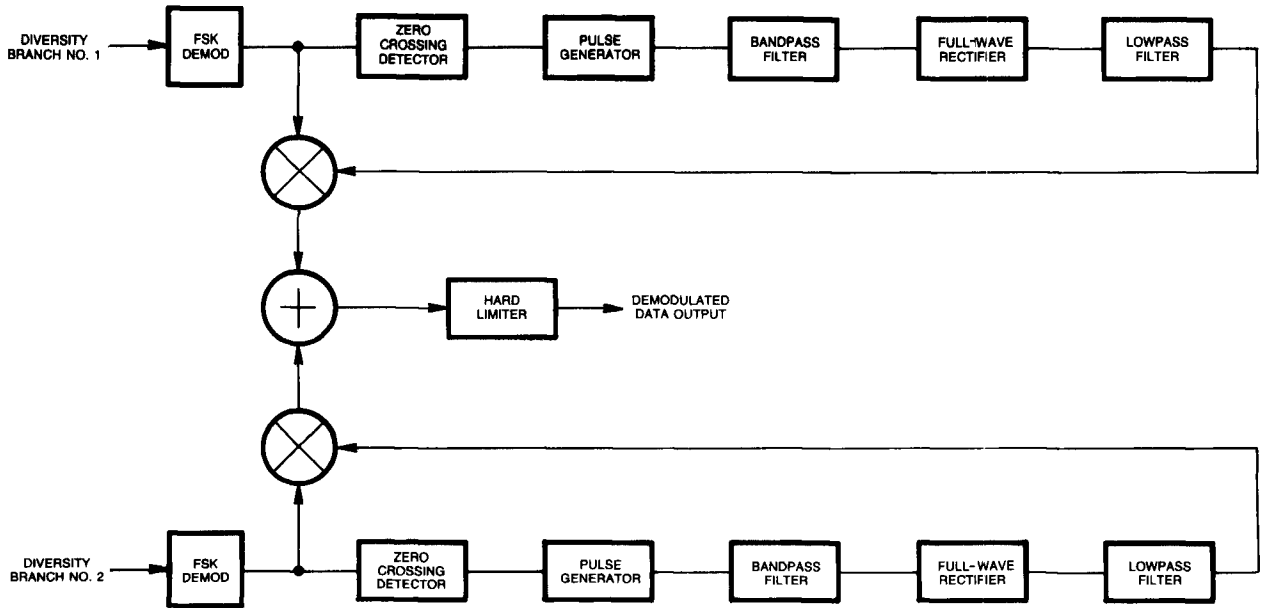 DIVERSITY
BRANCH NO. 1
FSK
DEMOD
ZERO
CROSSING
DETECTOR
PULSE
GENERATOR
BANDPASS
FILTER
FULL-WAVE
RECTIFIER
LOWPASS
FILTER
HARD
LIMITER
DEMODULATED
DATA OUTPUT
DIVERSITY
BRANCH NO. 2
FSK
DEMOD
ZERO
CROSSING
DETECTOR
PULSE
GENERATOR
BANDPASS
FILTER
FULL-WAVE
RECTIFIER
LOWPASS
FILTER